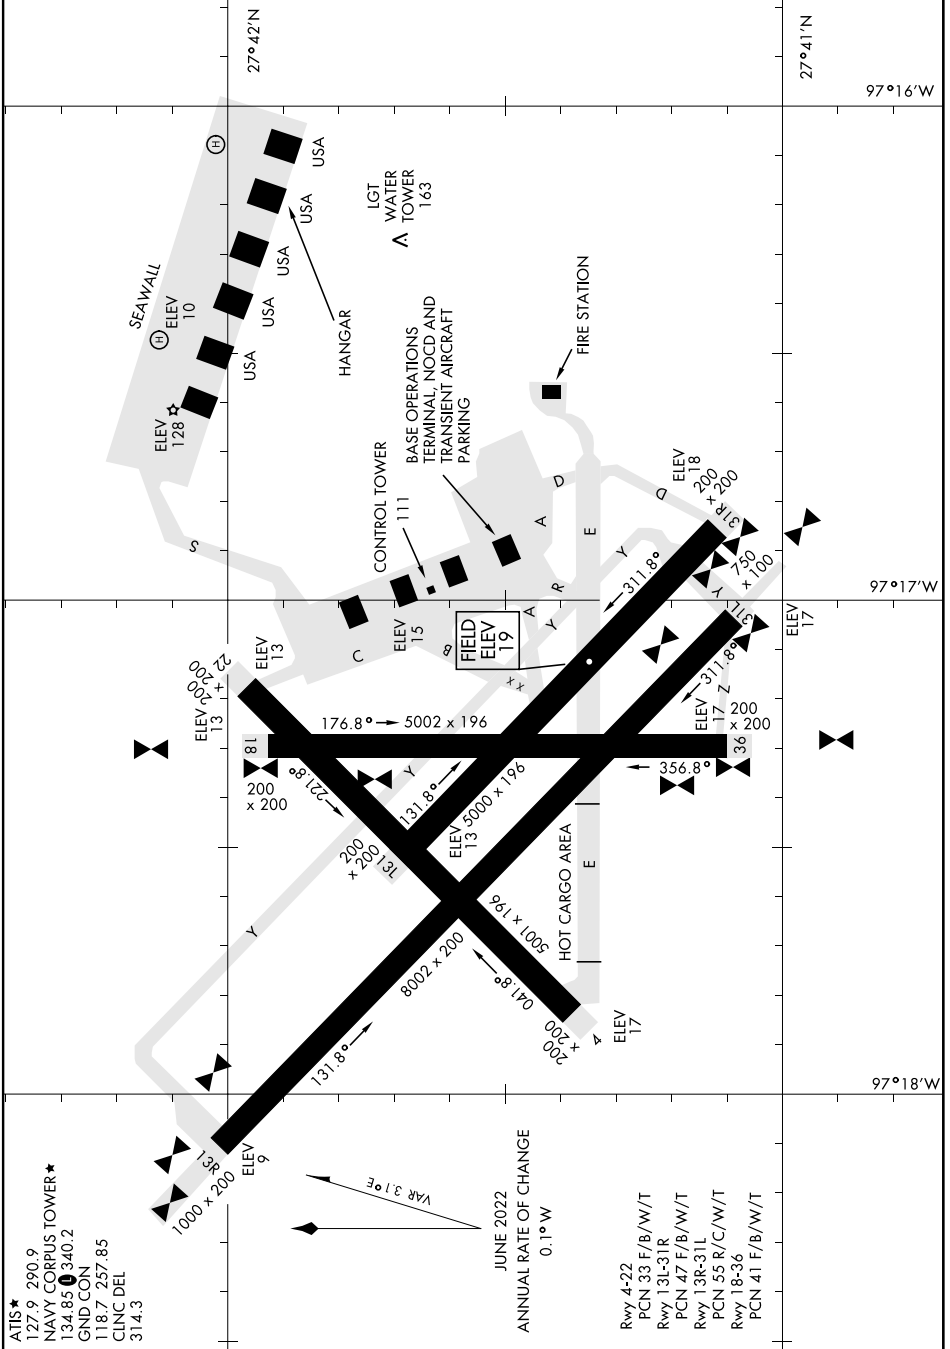 27°42'N
27°41'N
97°16'W
H
USA
USA
LGT
WATER
TOWER
163
USA
SEAWALL
ELEV
10
H
USA
FIRE STATION
HANGAR
USA
BASE OPERATIONS
TERMINAL, NOCD AND
TRANSIENT AIRCRAFT
PARKING
ELEV
128
CONTROL TOWER
111
ELEV
18
200
x 200
D
D
S
A
E
31R
Y
311.8°
750
x 100
97°17'W
R
A
Y
Y
31L
ELEV
17
FIELD
ELEV
19
ELEV
15
B
C
ELEV
13
22
200
x 200
x x
311.8°
Z
ELEV
17
200
x 200
ELEV
13
176.8°
5002 x 196
18
36
356.8°
200
x 200
221.8°
Y
131.8°
5000 x 196
ELEV
13
200
x 200
13L
HOT CARGO AREA
E
5001 x 196
Y
8002 x 200
041.8°
200
x 200
4
ELEV
17
131.8°
97°18'W
13R
ELEV
9
1000 x 200
VAR 3.1°E
JUNE 2022
ANNUAL RATE OF CHANGE
0.1° W
ATIS
127.9 290.9
NAVY CORPUS TOWER
134.85 L 340.2
GND CON
118.7 257.85
CLNC DEL
314.3
Rwy 4-22
PCN 33 F/B/W/T
Rwy 13L-31R
PCN 47 F/B/W/T
Rwy 13R-31L
PCN 55 R/C/W/T
Rwy 18-36
PCN 41 F/B/W/T